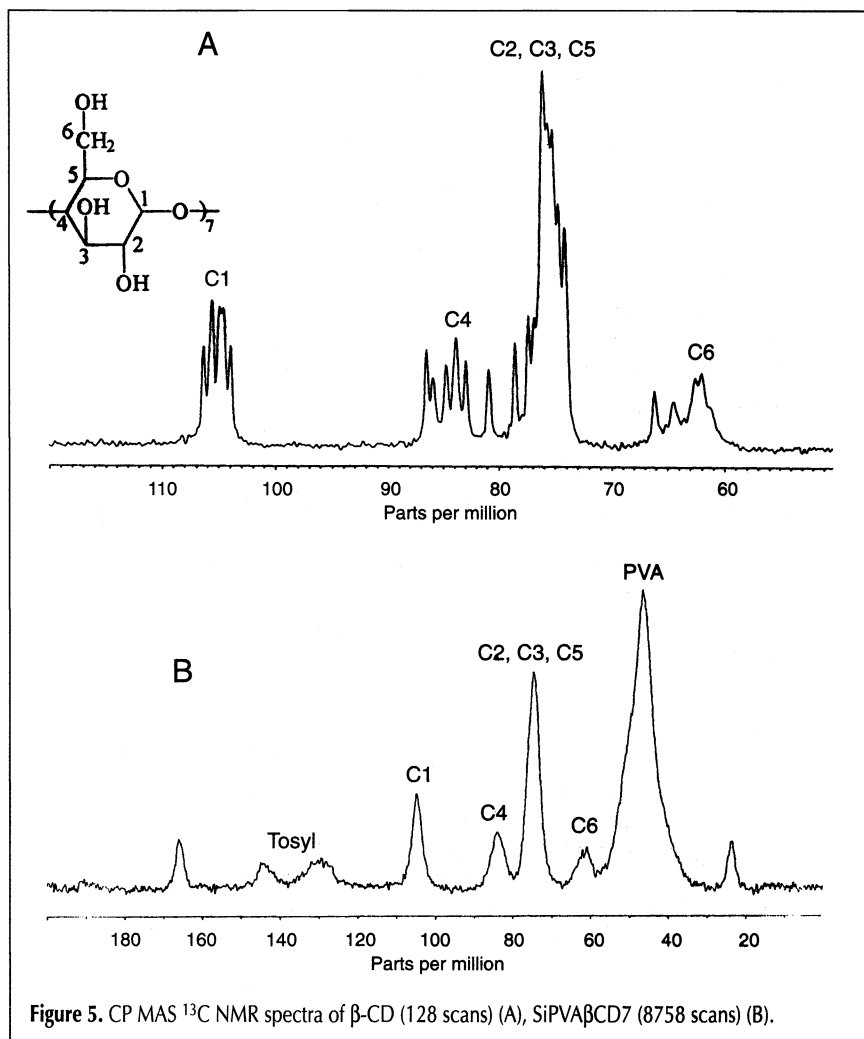 A
C2, C3, C5
OH
6
CH2
5
O
1
OH
O
7
4
3
2
OH
C1
C4
C6
110 100 90 80 70 60
Parts per million
B
PVA
C2, C3, C5
C1
Tosyl
C4
C6
180 160 140 120 100 80 60 40 20
Parts per million
Figure 5. CP MAS ¹³C NMR spectra of β-CD (128 scans) (A), SiPVAβCD7 (8758 scans) (B).